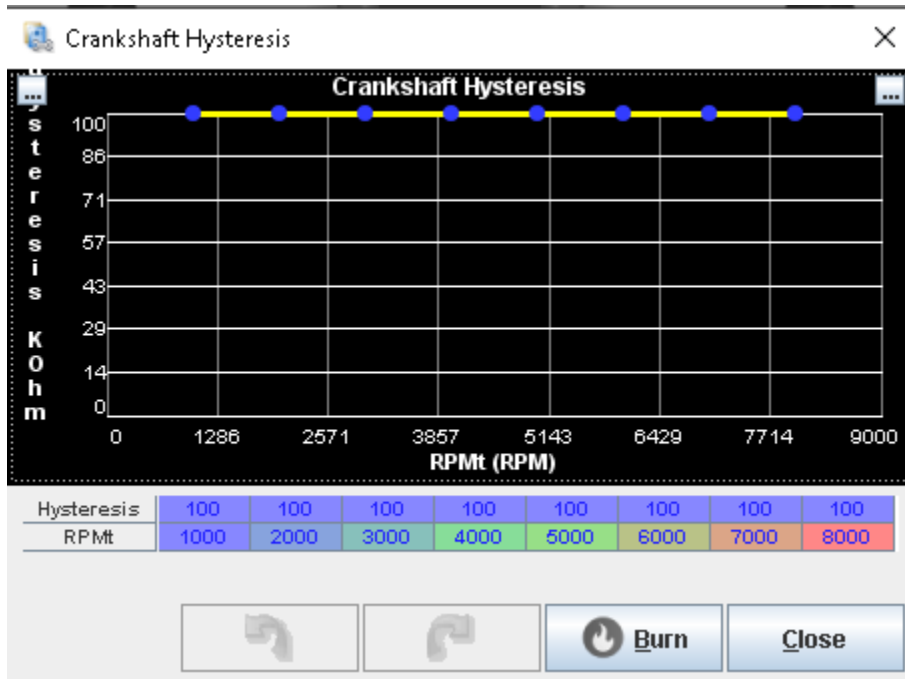 Crankshaft Hysteresis
...
Crankshaft Hysteresis
...
ysteresis KOhm
100
86
71
57
43
29
14
0
0 1286 2571 3857 5143 6429 7714 9000
RPMt (RPM)
Hysteresis 100 100 100 100 100 100 100 100
RPMt 1000 2000 3000 4000 5000 6000 7000 8000
Burn Close